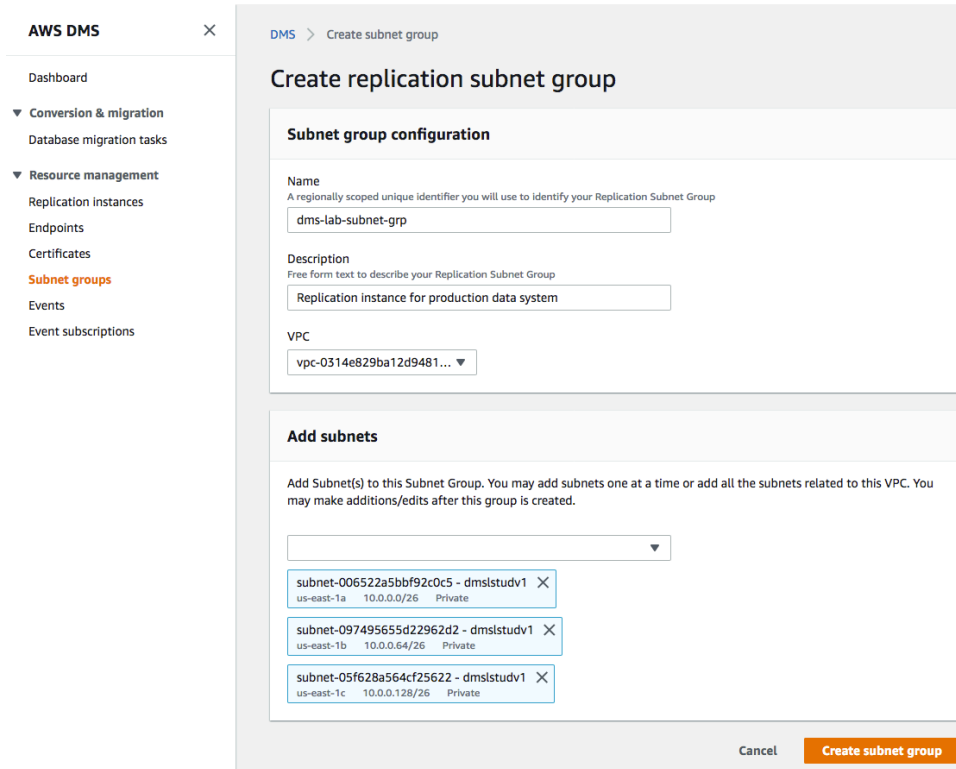 AWS DMS
Dashboard
Conversion & migration
Database migration tasks
Resource management
Replication instances
Endpoints
Certificates
Subnet groups
Events
Event subscriptions
DMS > Create subnet group
Create replication subnet group
Subnet group configuration
Name
A regionally scoped unique identifier you will use to identify your Replication Subnet Group
dms-lab-subnet-grp
Description
Free form text to describe your Replication Subnet Group
Replication instance for production data system
VPC
vpc-0314e829ba12d9481...
Add subnets
Add Subnet(s) to this Subnet Group. You may add subnets one at a time or add all the subnets related to this VPC. You
may make additions/edits after this group is created.
subnet-006522a5bbf92c0c5 - dmslstudv1
us-east-1a 10.0.0.0/26 Private
subnet-097495655d22962d2 - dmslstudv1
us-east-1b 10.0.0.64/26 Private
subnet-05f628a564cf25622 - dmslstudv1
us-east-1c 10.0.0.128/26 Private
Cancel Create subnet group